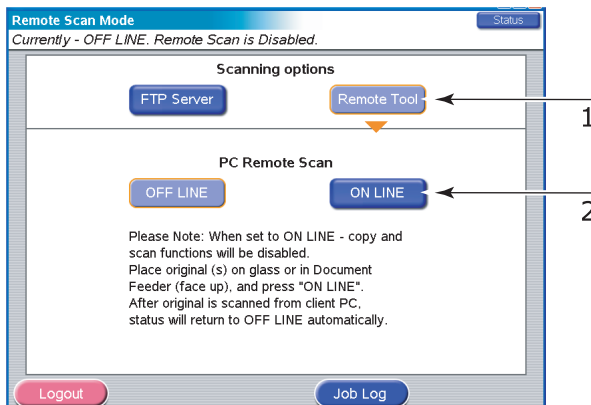 Remote Scan Mode
Status
Currently - OFF LINE. Remote Scan is Disabled.
Scanning options
FTP Server
Remote Tool
1
PC Remote Scan
OFF LINE
ON LINE
2
Please Note: When set to ON LINE - copy and
scan functions will be disabled.
Place original (s) on glass or in Document
Feeder (face up), and press "ON LINE".
After original is scanned from client PC,
status will return to OFF LINE automatically.
Logout
Job Log